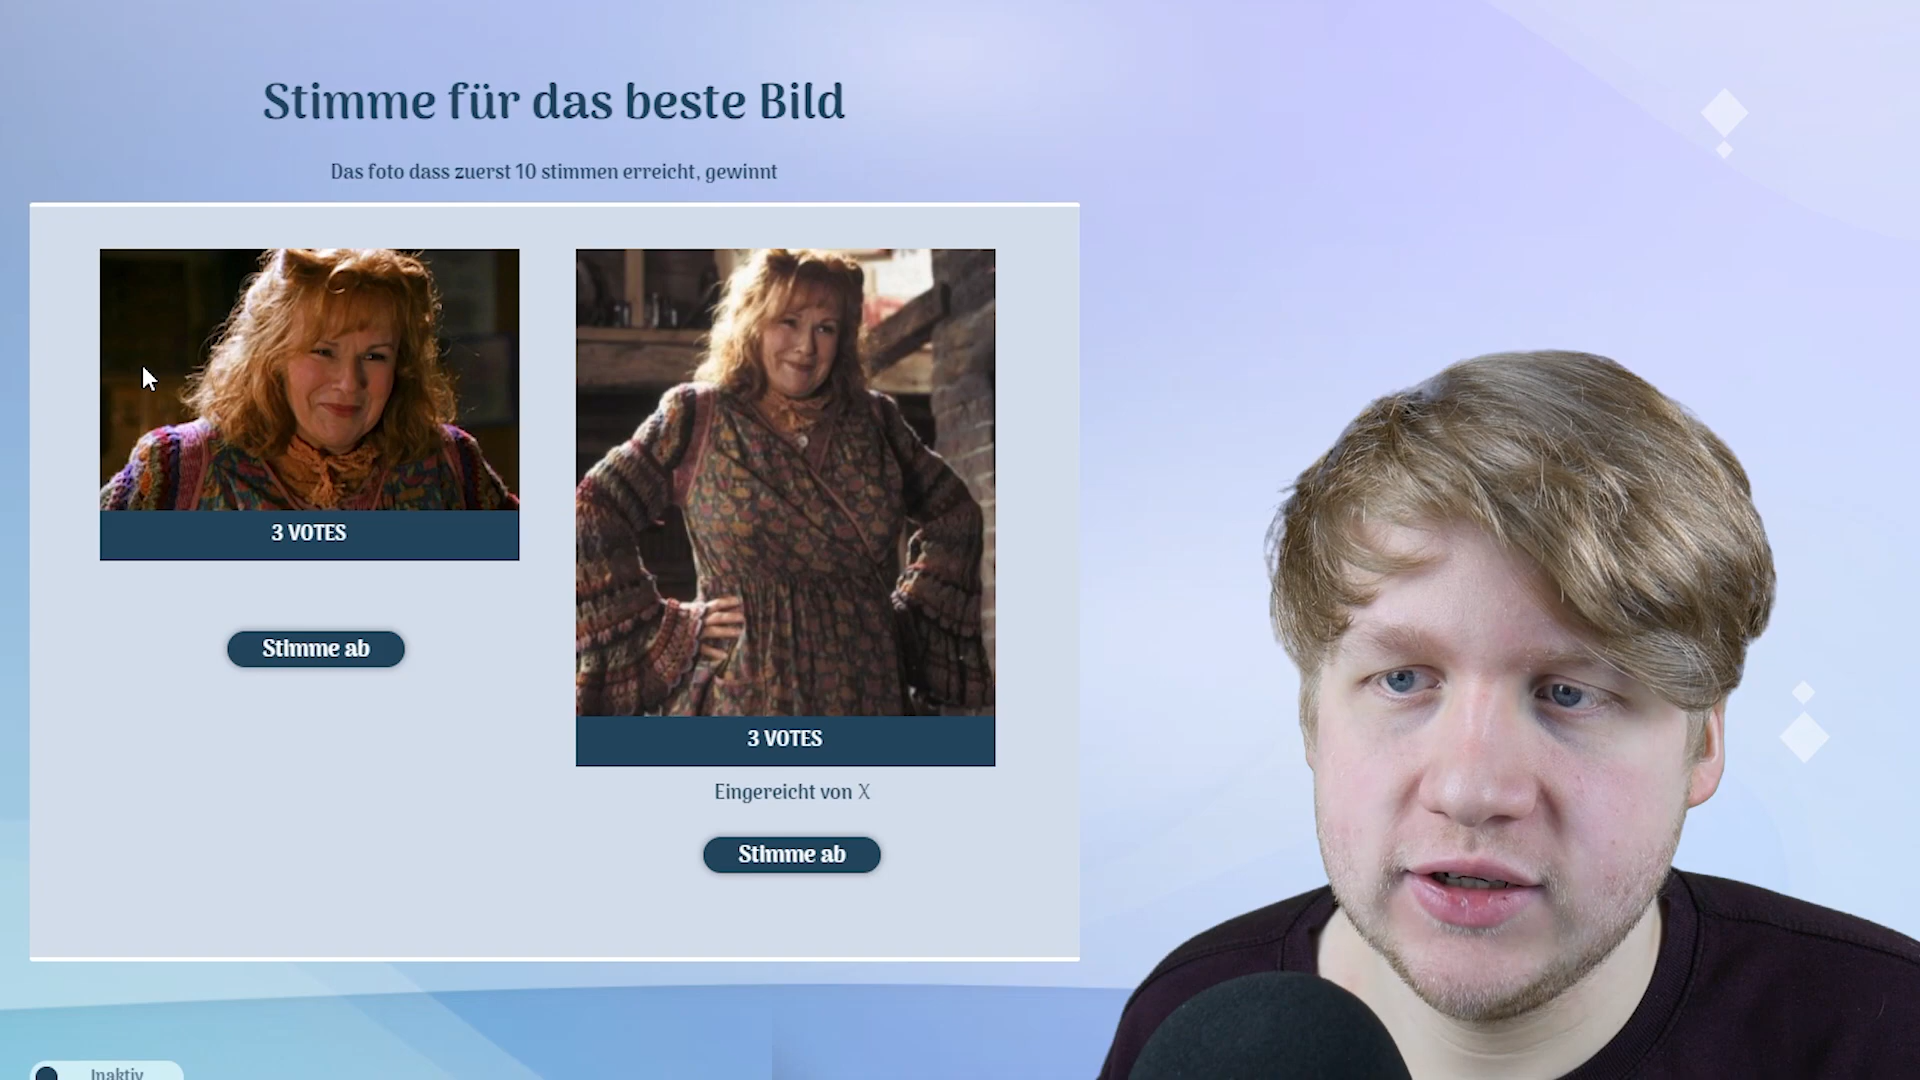 Stimme für das beste Bild
Das foto dass zuerst 10 stimmen erreicht, gewinnt
3 VOTES
Stimme ab
3 VOTES
Eingereicht von X
Stimme ab
Inaktiv